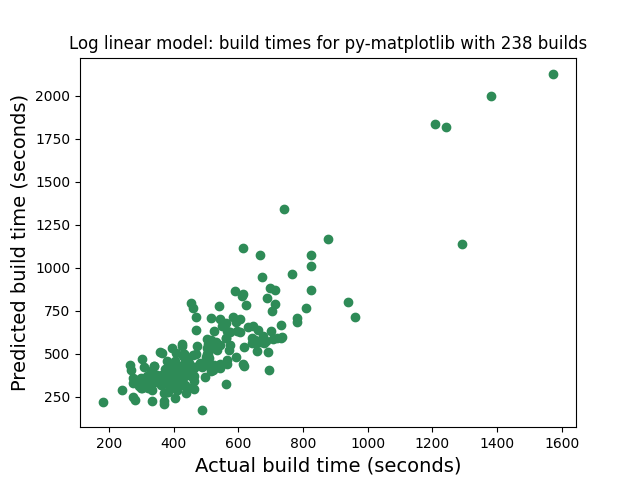 Log linear model: build times for py-matplotlib with 238 builds
Predicted build time (seconds)
2000
1750
1500
1250
1000
750
500
250
200 400 600 800 1000 1200 1400 1600
Actual build time (seconds)